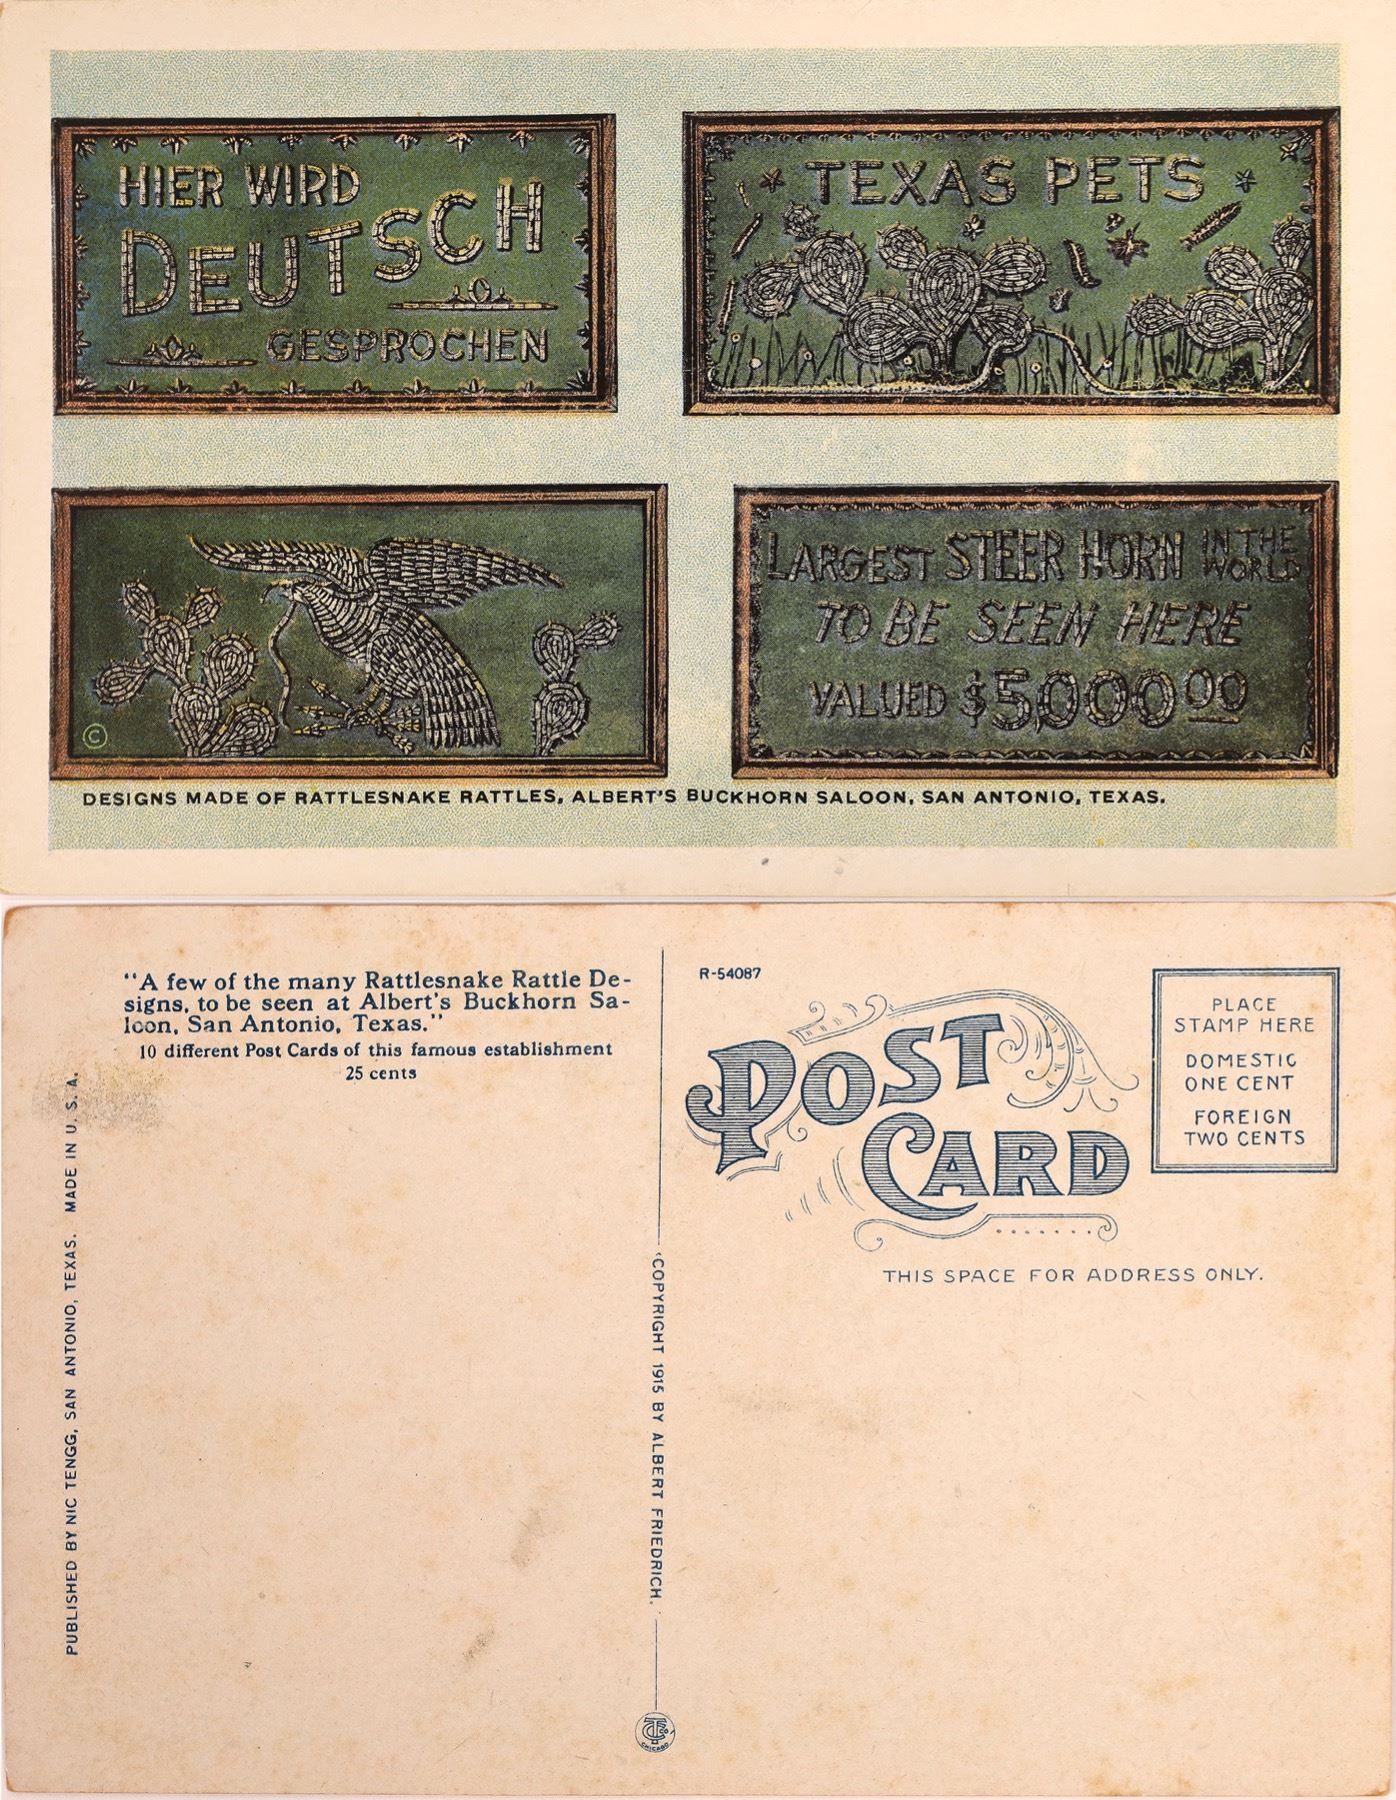 HIER WIRD
DEUTSCH
GESPROCHEN
TEXAS PETS
©
LARGEST STEER HORN IN THE WORLD
TO BE SEEN HERE
VALUED $5,000.00
DESIGNS MADE OF RATTLESNAKE RATTLES, ALBERT'S BUCKHORN SALOON, SAN ANTONIO, TEXAS.
"A few of the many Rattlesnake Rattle De-
signs, to be seen at Albert's Buckhorn Sa-
loon, San Antonio, Texas."
10 different Post Cards of this famous establishment
25 cents
PUBLISHED BY NIC TENGG, SAN ANTONIO, TEXAS. MADE IN U. S. A.
COPYRIGHT 1915 BY ALBERT FRIEDRICH.
R-54087
POST
CARD
PLACE
STAMP HERE
DOMESTIC
ONE CENT
FOREIGN
TWO CENTS
THIS SPACE FOR ADDRESS ONLY.
CHICAGO